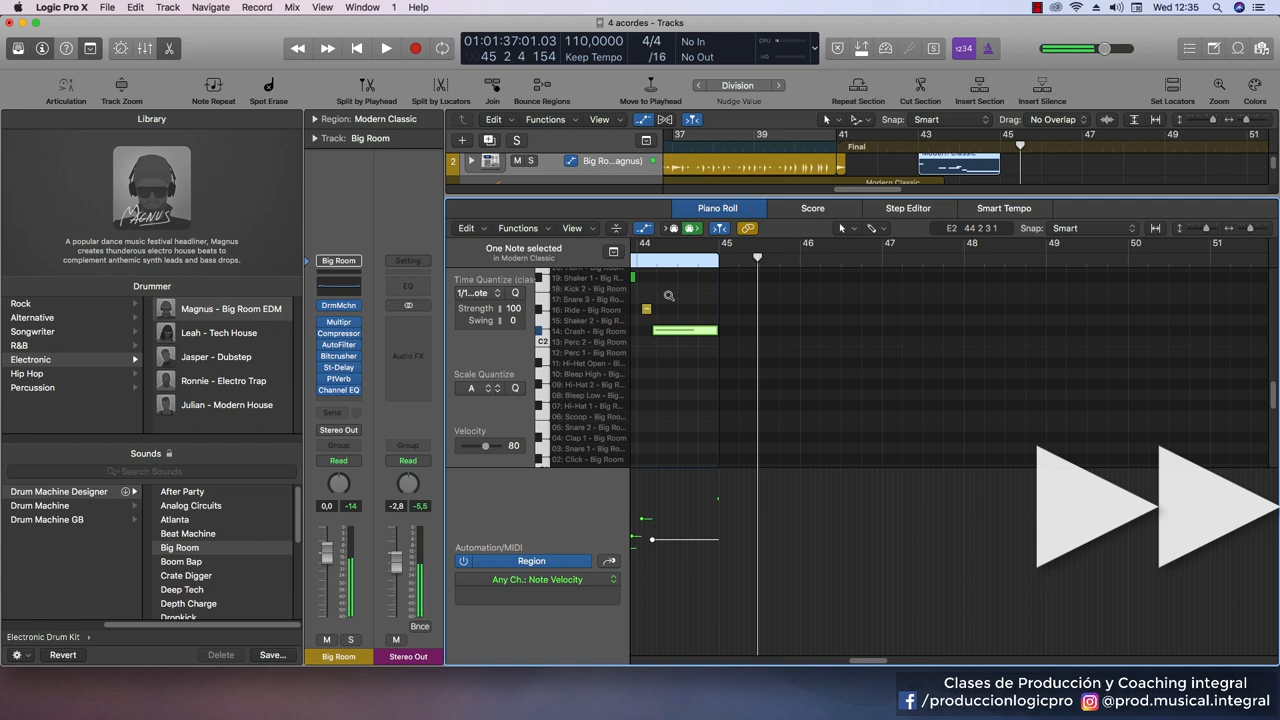 Logic Pro X File Edit Track Navigate Record Mix View Window 1 Help Wed 12:35
4 acordes - Tracks
01:01:37:01.03 110,0000 4/4 No In CPU
45 2 4 154 Keep Tempo /16 No Out
1234
Articulation Track Zoom Note Repeat Spot Erase Split by Playhead Split by Locators Join Bounce Regions Move to Playhead Division Nudge Value Repeat Section Cut Section Insert Section Insert Silence Set Locators Zoom Colors
Library
A popular dance music festival headliner, Magnus
creates thunderous electro house beats to
complement anthemic synth leads and bass drops.
Drummer
Rock
Alternative
Songwriter
R&B
Electronic
Hip Hop
Percussion
Magnus - Big Room EDM
Leah - Tech House
Jasper - Dubstep
Ronnie - Electro Trap
Julian - Modern House
Sounds
Search Sounds
Drum Machine Designer
Drum Machine
Drum Machine GB
After Party
Analog Circuits
Atlanta
Beat Machine
Big Room
Boom Bap
Crate Digger
Deep Tech
Depth Charge
Dropkick
Electronic Drum Kit
Revert Delete Save...
Region: Modern Classic
Track: Big Room
Big Room Setting
EQ
DrmMchn
Multipr
Compressor
AutoFilter
Bitcrusher
St-Delay
PtVerb
Channel EQ
Audio FX
Send
Stereo Out
Group Group
Read Read
0,0 -14 -2,8 -5,5
Bnce
M S M
Big Room Stereo Out
Edit Functions View Snap: Smart Drag: No Overlap
S 37 39 41 43 45 47 49 51
Final
2 M S Big Ro...agnus) Modern Classic
Modern Classic
Piano Roll Score Step Editor Smart Tempo
Edit Functions View E2 44 2 3 1 Snap: Smart
One Note selected
in Modern Classic
44 45 46 47 48 49 50 51
Time Quantize (classic)
1/1...ote Q
Strength 100
Swing 0
Scale Quantize
A Q
Velocity
80
C2
19: Shaker 1 - Big R...
18: Kick 2 - Big Room
17: Snare 3 - Big Ro...
16: Ride - Big Room
15: Shaker 2 - Big R...
14: Crash - Big Room
13: Perc 2 - Big Room
12: Perc 1 - Big Room
11: Hi-Hat Open - Big R...
10: Bleep High - Big R...
09: Hi-Hat 2 - Big R...
08: Bleep Low - Big R...
07: Hi-Hat 1 - Big R...
06: Scoop - Big Roo...
05: Snare 2 - Big Ro...
04: Clap 1 - Big Room
03: Snare 1 - Big Ro...
02: Click - Big Room
Automation/MIDI
Region
Any Ch.: Note Velocity
MAGNUS
Clases de Producción y Coaching integral
/produccionlogicpro @prod.musical.integral